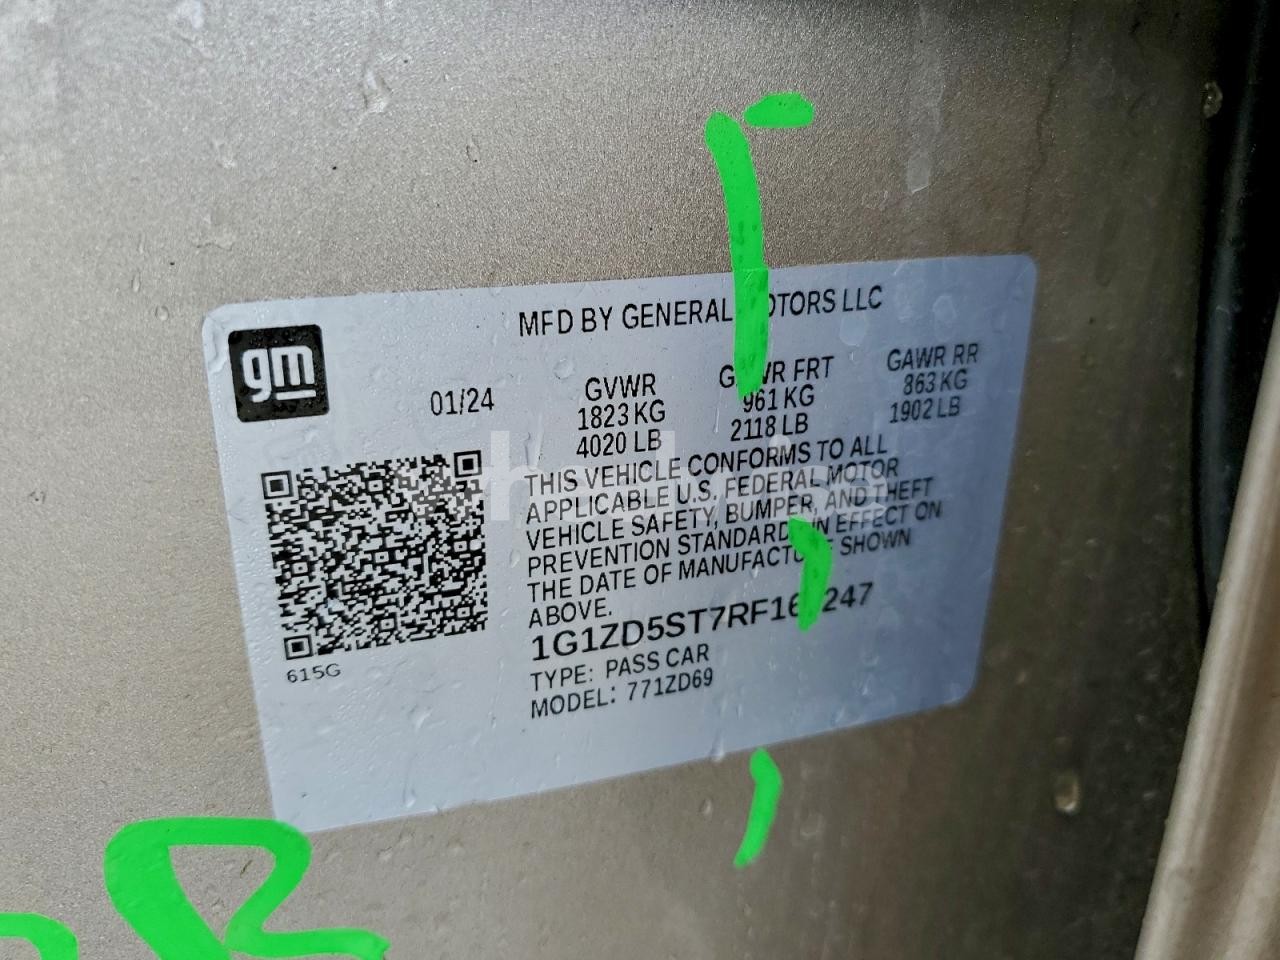 gm
MFD BY GENERAL MOTORS LLC
01/24
GVWR GAWR FRT GAWR RR
1823 KG 961 KG 863 KG
4020 LB 2118 LB 1902 LB
THIS VEHICLE CONFORMS TO ALL
APPLICABLE U.S. FEDERAL MOTOR
VEHICLE SAFETY, BUMPER, AND THEFT
PREVENTION STANDARDS IN EFFECT ON
THE DATE OF MANUFACTURE SHOWN
ABOVE.
TYPE: PASS CAR
MODEL: 771ZD69
615G